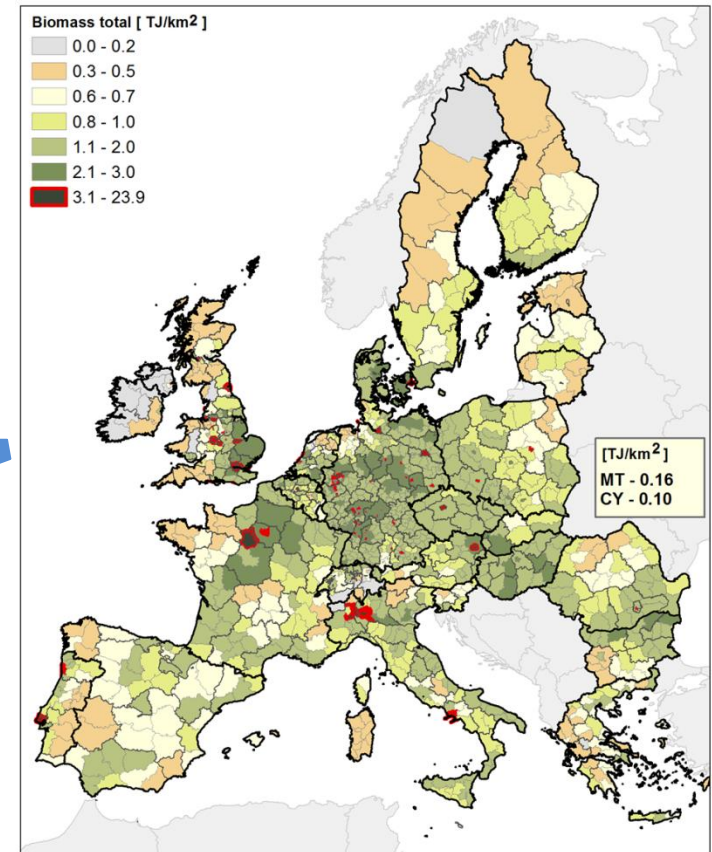 Biomass total [ TJ/km² ]
0.0 - 0.2
0.3 - 0.5
0.6 - 0.7
0.8 - 1.0
1.1 - 2.0
2.1 - 3.0
3.1 - 23.9
[TJ/km²]
MT - 0.16
CY - 0.10